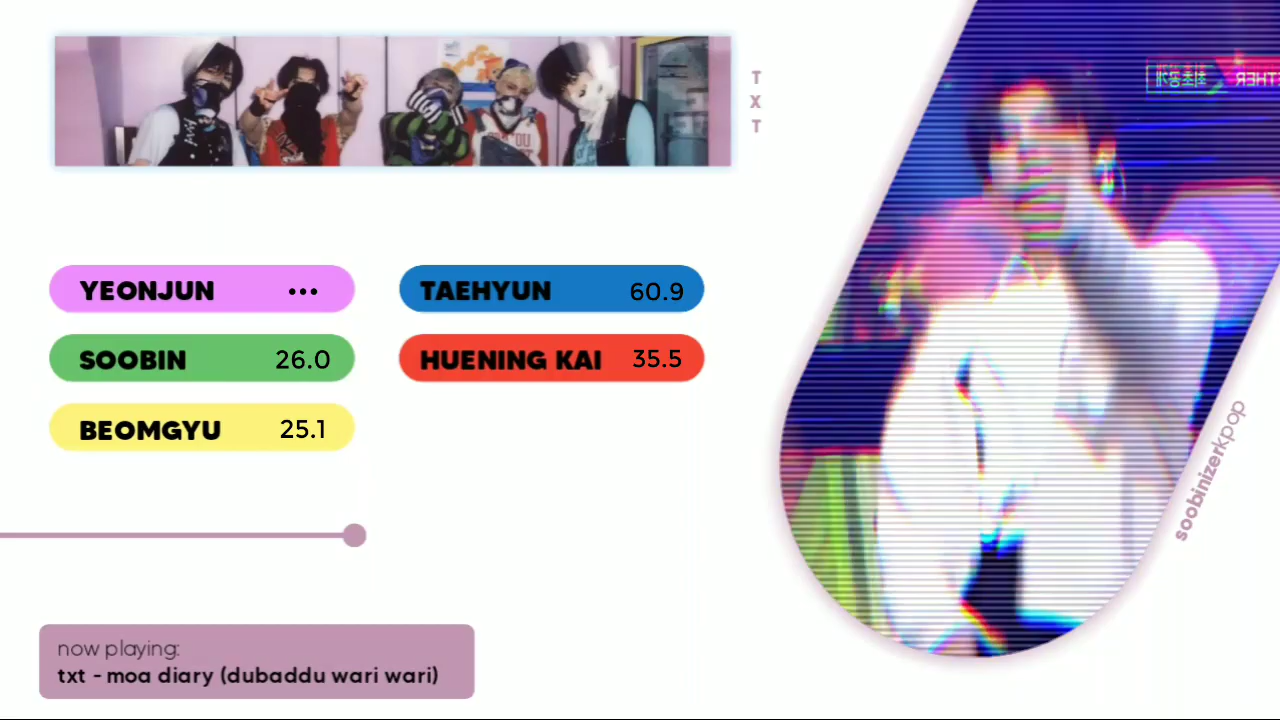 TXT
YEONJUN •••
TAEHYUN 60.9
SOOBIN 26.0
HUENING KAI 35.5
BEOMGYU 25.1
soobinizerkpop
now playing:
txt - moa diary (dubaddu wari wari)